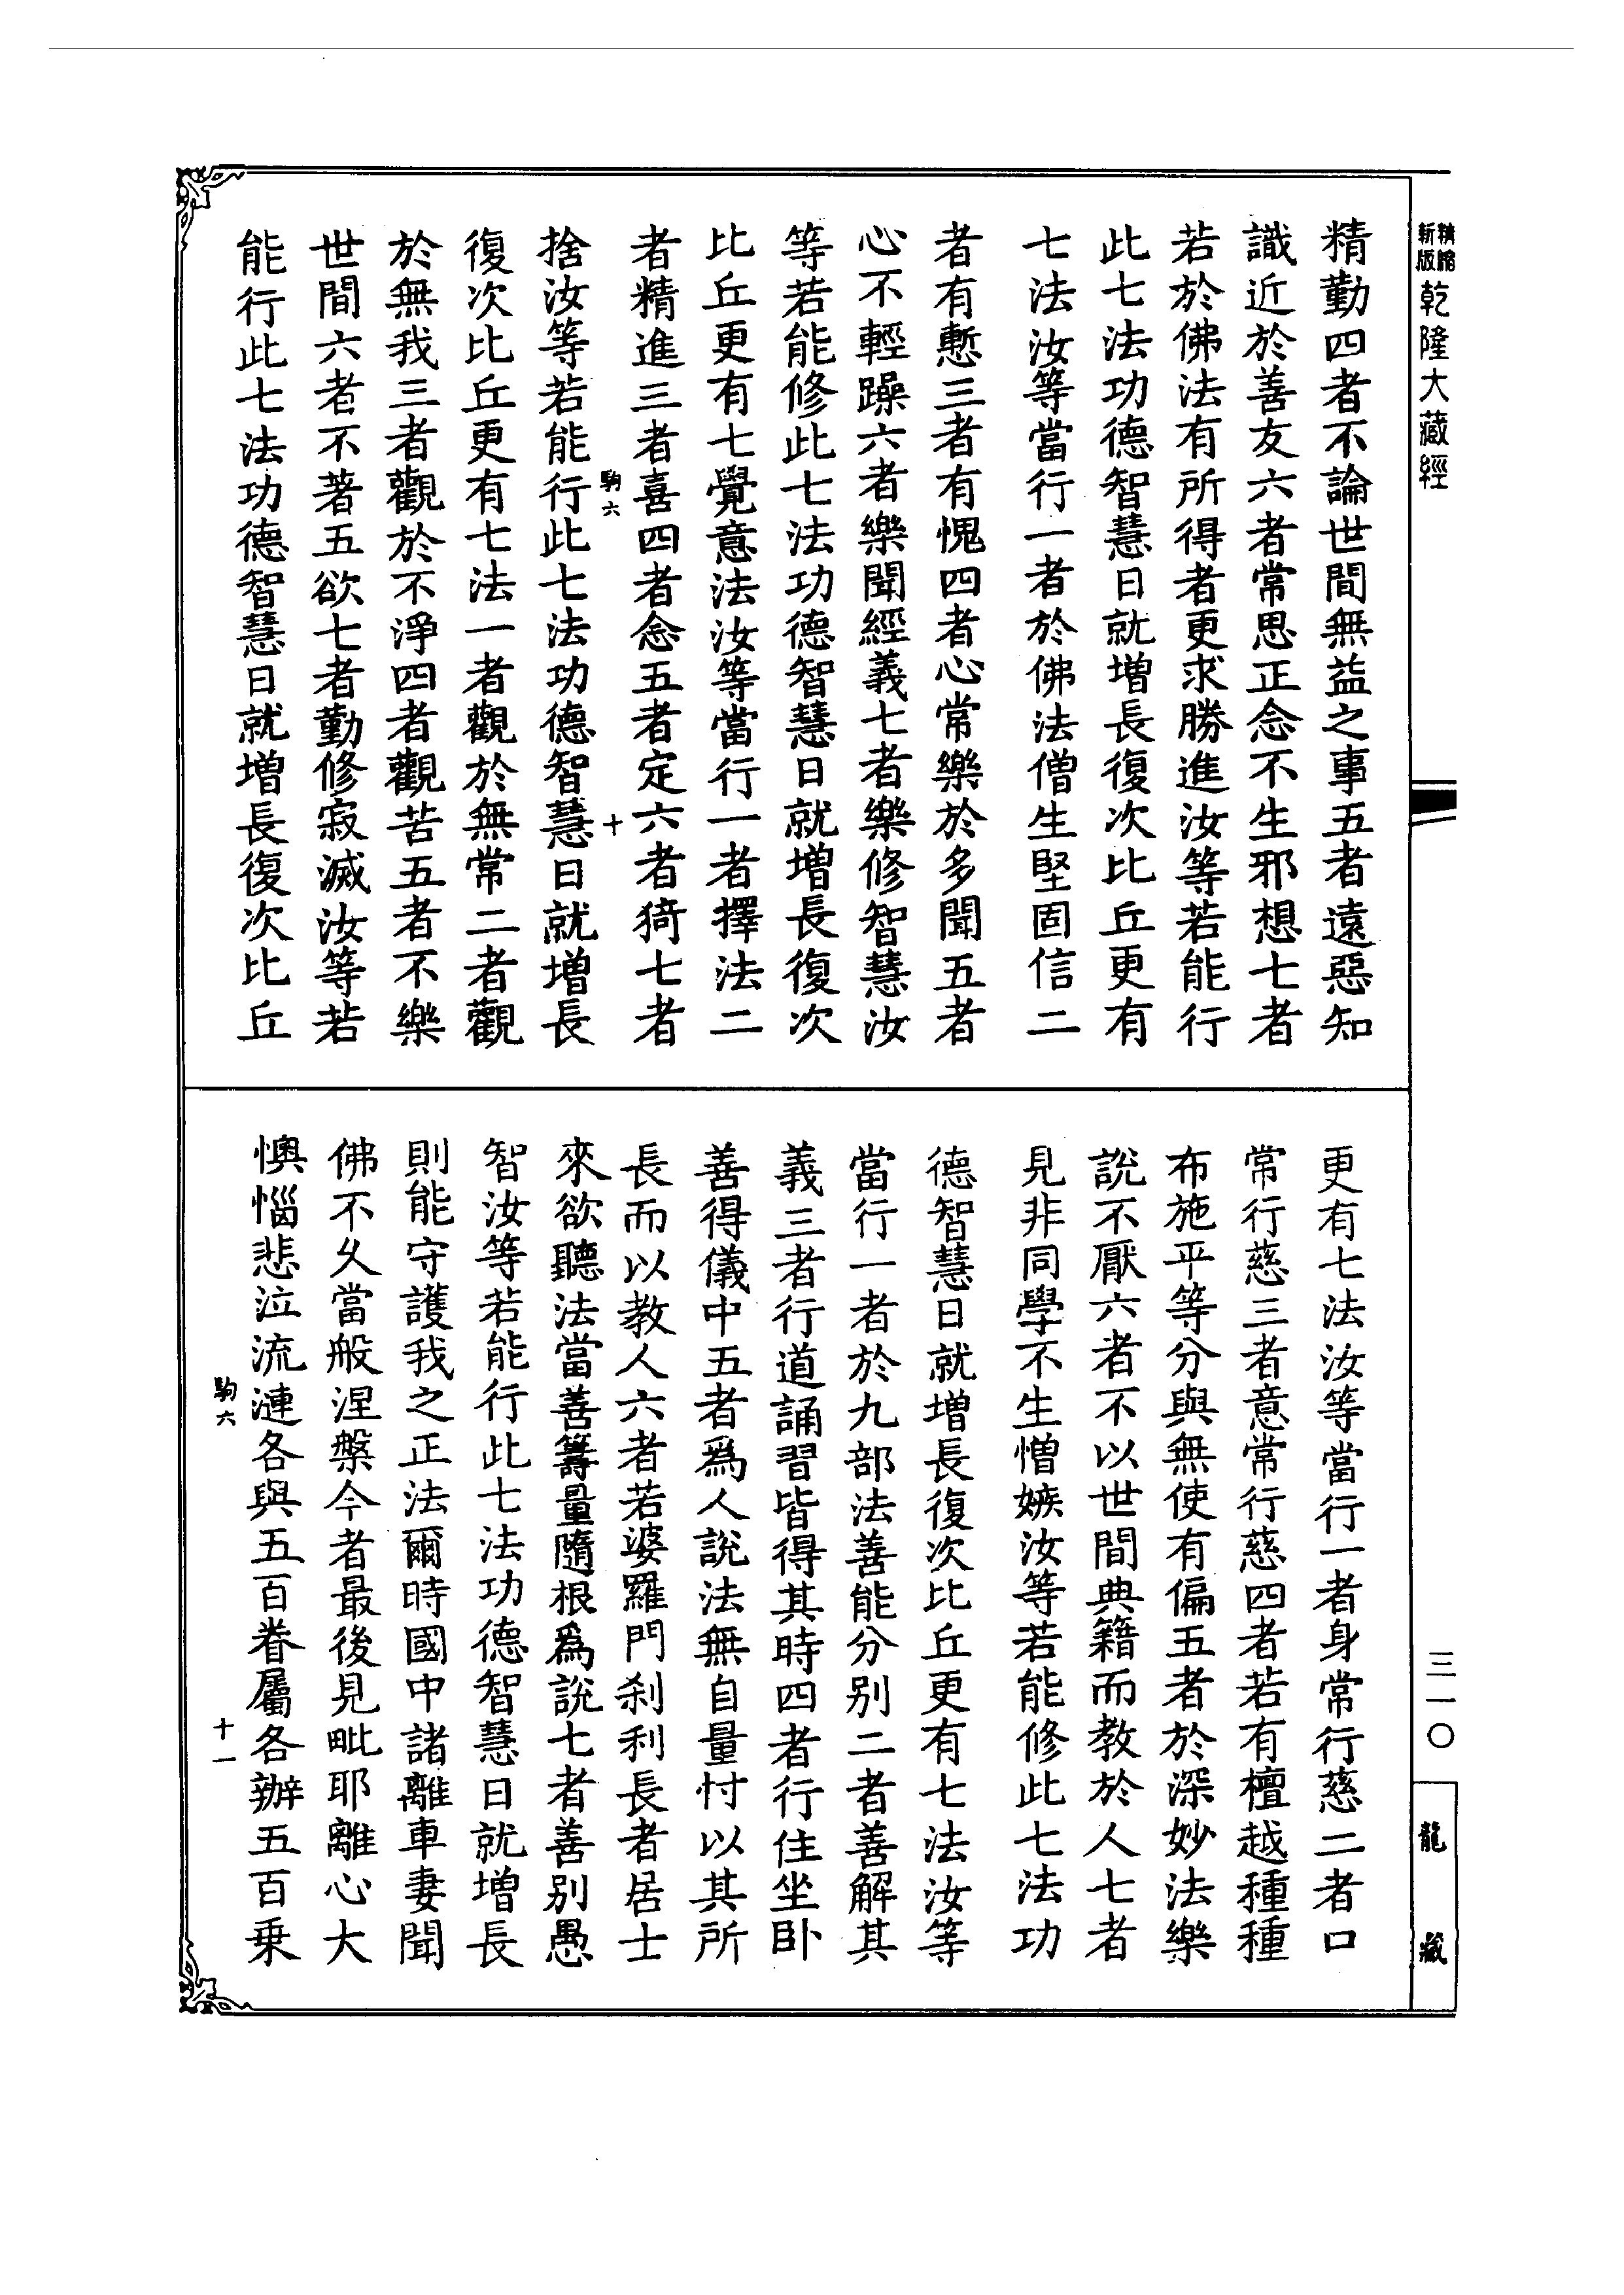 新版精縮乾隆大藏經
精勤四者不論世間無益之事五者遠惡知
識近於善友六者常思正念不生邪想七者
若於佛法有所得者更求勝進汝等若能行
此七法功德智慧日就增長復次比丘更有
七法汝等當行一者於佛法僧生堅固信二
者有慙三者有愧四者心常樂於多聞五者
心不輕躁六者樂聞經義七者樂修智慧汝
等若能修此七法功德智慧日就增長復次
比丘更有七覺意法汝等當行一者擇法二
者精進三者喜四者念五者定六者猗七者
駒六 十
捨汝等若能行此七法功德智慧日就增長
復次比丘更有七法一者觀於無常二者觀
於無我三者觀於不淨四者觀苦五者不樂
世間六者不著五欲七者勤修寂滅汝等若
能行此七法功德智慧日就增長復次比丘
三一〇
龍藏
更有七法汝等當行一者身常行慈二者口
常行慈三者意常行慈四者若有檀越種種
布施平等分與無使有偏五者於深妙法樂
說不厭六者不以世間典籍而教於人七者
見非同學不生憎嫉汝等若能修此七法功
德智慧日就增長復次比丘更有七法汝等
當行一者於九部法善能分別二者善解其
義三者行道誦習皆得其時四者行住坐臥
善得儀中五者為人說法無自量忖以其所
長而以教人六者若婆羅門剎利長者居士
來欲聽法當善籌量隨根為說七者善別愚
智汝等若能行此七法功德智慧日就增長
則能守護我之正法爾時國中諸離車妻聞
佛不久當般涅槃今者最後見毗耶離心大
懊惱悲泣流漣各與五百眷屬各辦五百乘
駒六 十一